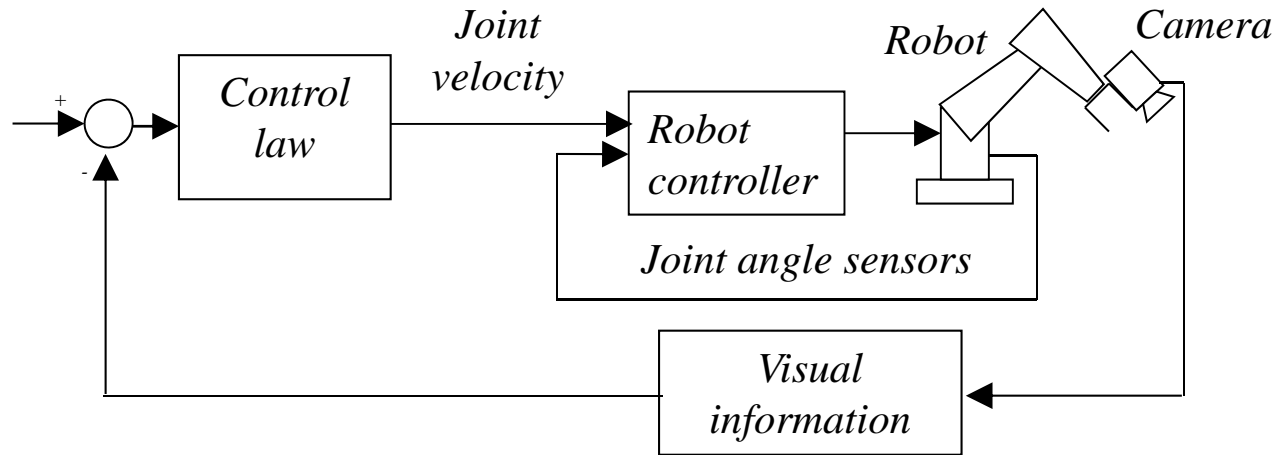 Joint
velocity
Robot
Camera
+
Control
law
Robot
controller
-
Joint angle sensors
Visual
information